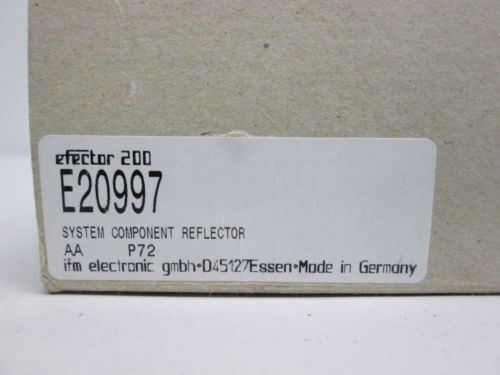 efector 200
E20997
SYSTEM COMPONENT REFLECTOR
AA P72
ifm electronic gmbh•D45127Essen•Made in Germany